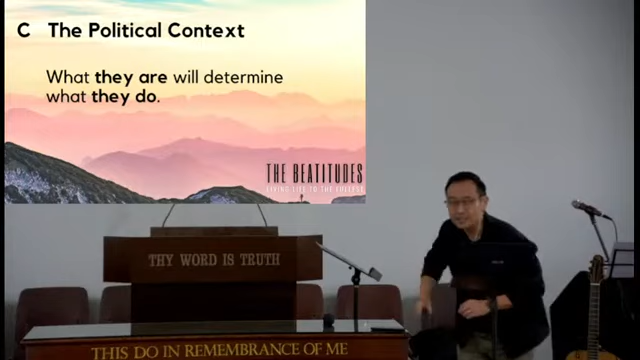 C The Political Context
What they are will determine
what they do.
THE BEATITUDES
LIVING LIFE TO THE FULLEST
THY WORD IS TRUTH
THIS DO IN REMEMBRANCE OF ME